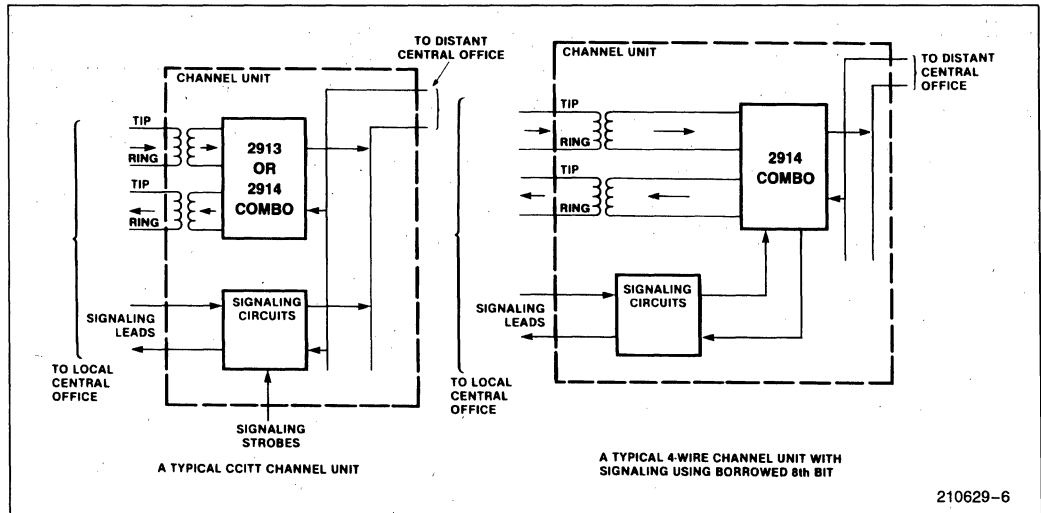 TO DISTANT
CENTRAL OFFICE
CHANNEL UNIT
TIP
RING
TIP
RING
2913
OR
2914
COMBO
SIGNALING
CIRCUITS
SIGNALING
LEADS
TO LOCAL
CENTRAL
OFFICE
SIGNALING
STROBES
A TYPICAL CCITT CHANNEL UNIT
CHANNEL UNIT
TO DISTANT
CENTRAL
OFFICE
TIP
RING
TIP
RING
2914
COMBO
SIGNALING
CIRCUITS
SIGNALING
LEADS
TO LOCAL
CENTRAL
OFFICE
A TYPICAL 4-WIRE CHANNEL UNIT WITH
SIGNALING USING BORROWED 8th BIT
210629–6